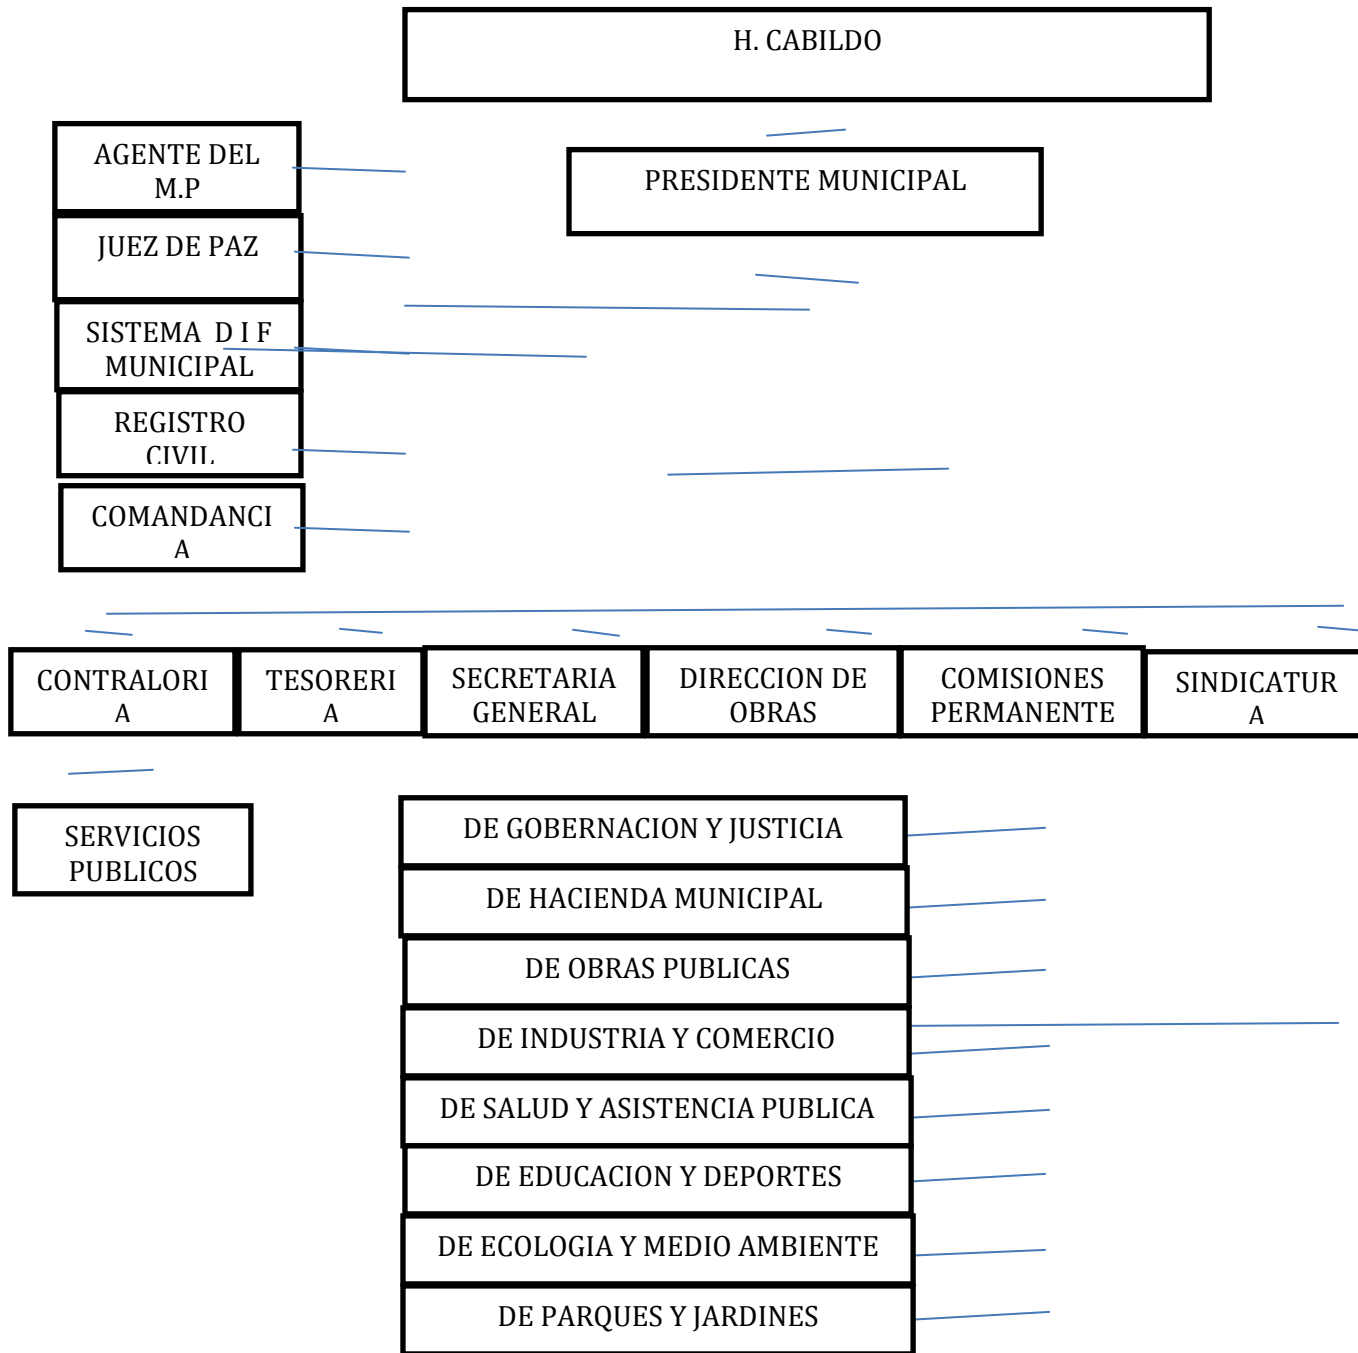 H. CABILDO
AGENTE DEL
M.P
PRESIDENTE MUNICIPAL
JUEZ DE PAZ
SISTEMA D I F
MUNICIPAL
REGISTRO
CIVIL
COMANDANCI
A
CONTRALORI
A
TESORERI
A
SECRETARIA
GENERAL
DIRECCION DE
OBRAS
COMISIONES
PERMANENTE
SINDICATUR
A
SERVICIOS
PUBLICOS
DE GOBERNACION Y JUSTICIA
DE HACIENDA MUNICIPAL
DE OBRAS PUBLICAS
DE INDUSTRIA Y COMERCIO
DE SALUD Y ASISTENCIA PUBLICA
DE EDUCACION Y DEPORTES
DE ECOLOGIA Y MEDIO AMBIENTE
DE PARQUES Y JARDINES